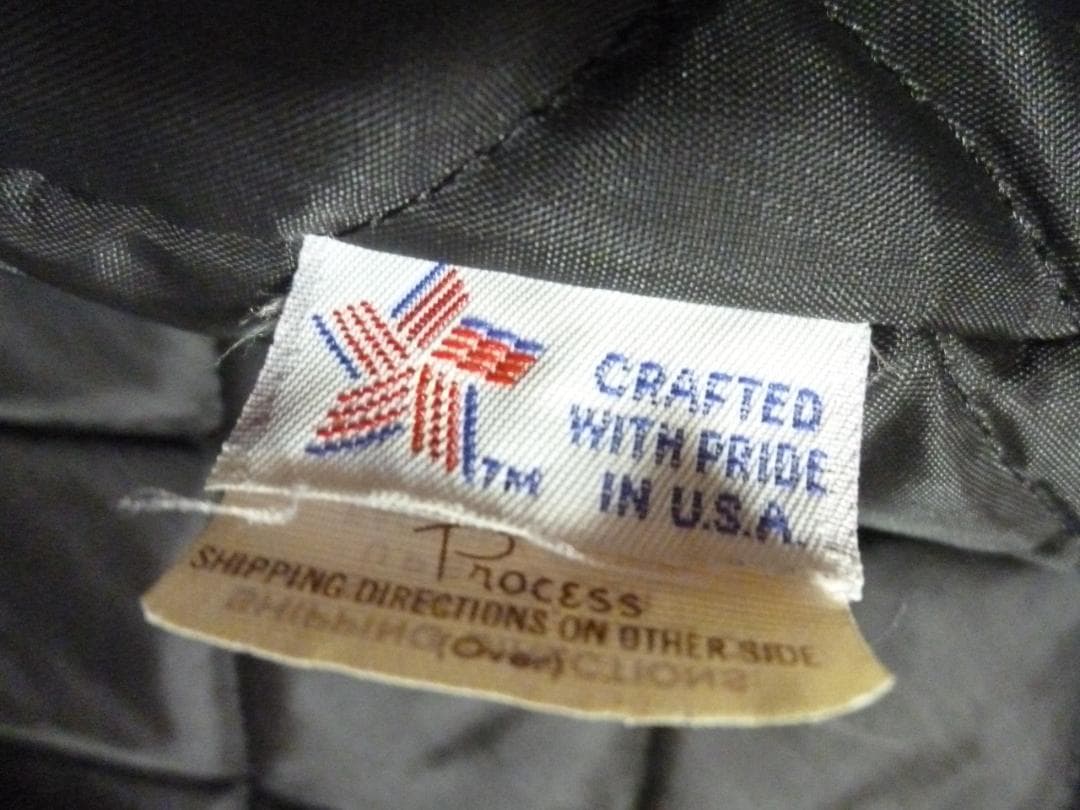 CRAFTED
WITH PRIDE
IN U.S.A.
TM
Process
SHIPPING DIRECTIONS ON OTHER SIDE
(Over)